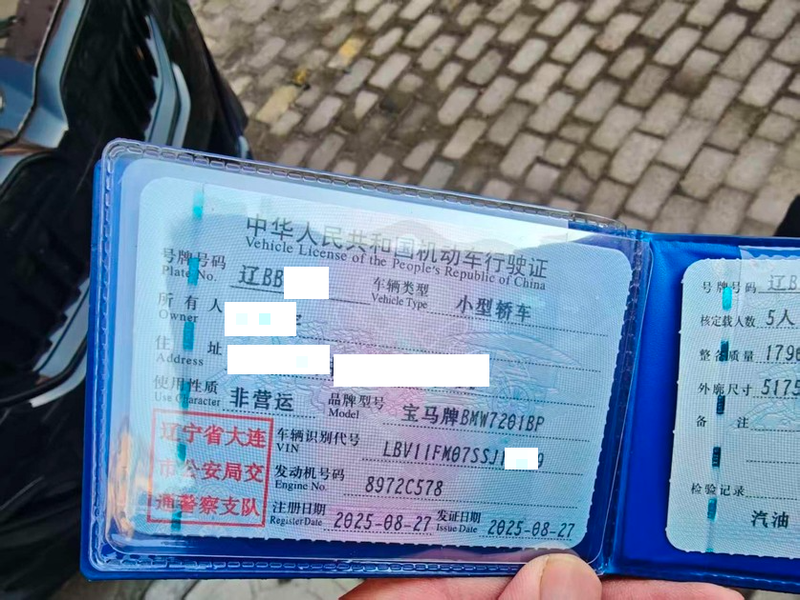 中华人民共和国机动车行驶证
Vehicle License of the People's Republic of China
号牌号码 辽BB 车辆类型 小型轿车
Plate No. Vehicle Type
所有人
Owner
住址
Address
使用性质 非营运 品牌型号 宝马牌BMW7201BP
Use Character Model
辽宁省大连
市公安局交
通警察支队
车辆识别代号 LBV11FM07SSJ
VIN
发动机号码 8972C578
Engine No.
注册日期 2025-08-27 发证日期 2025-08-27
Register Date Issue Date
号牌号码 辽B
核定载人数 5人
整备质量 1796
外廓尺寸 5175
备注
检验记录
汽油